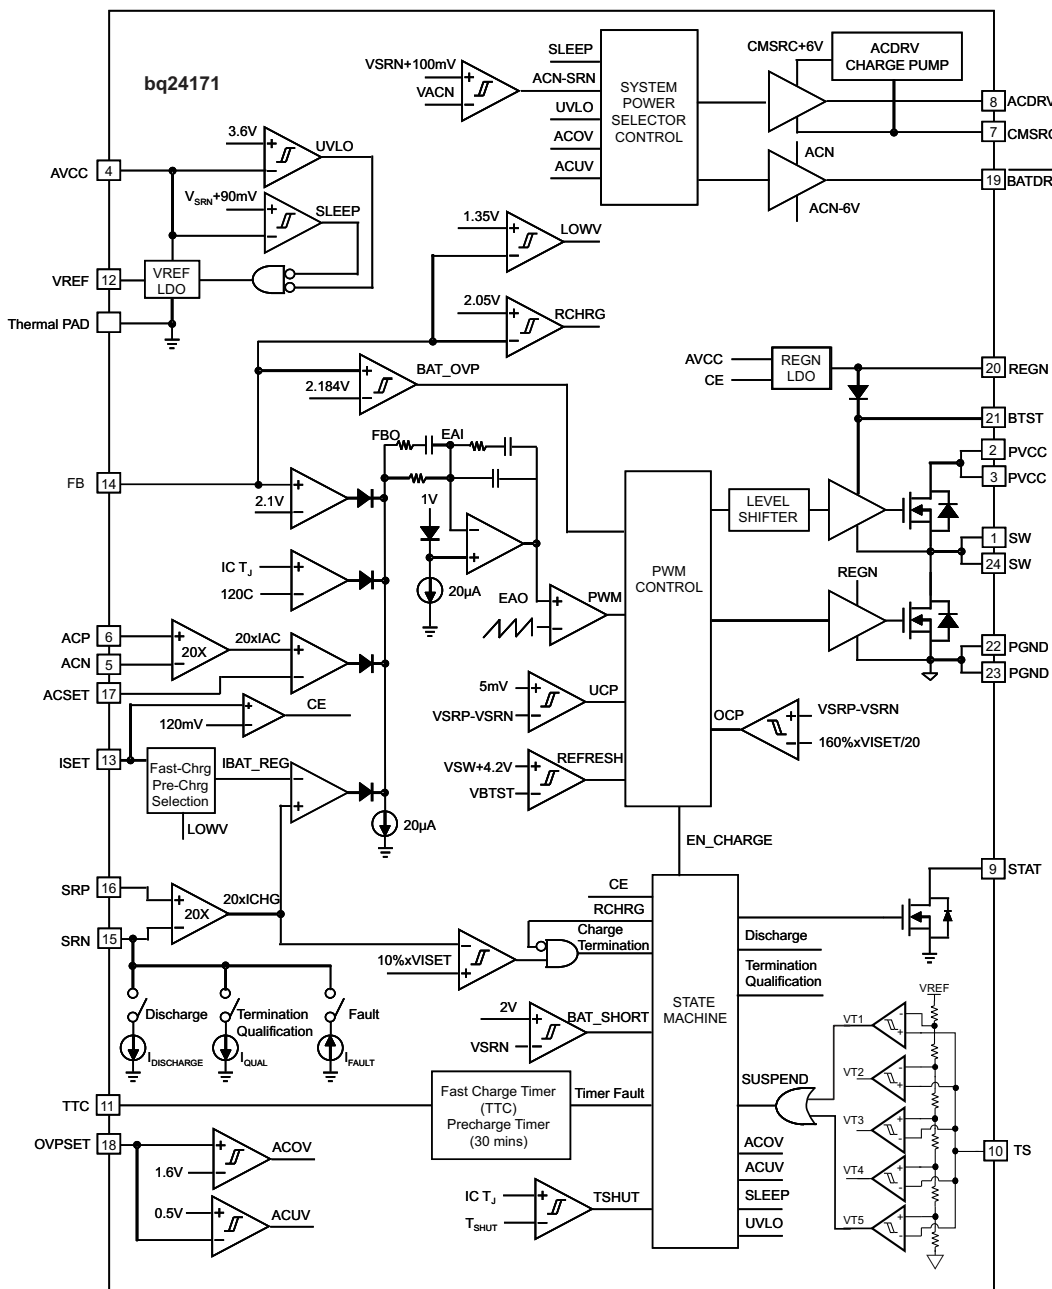 bq24171
VSRN+100mV
VACN
SLEEP
ACN-SRN
UVLO
ACOV
ACUV
SYSTEM
POWER
SELECTOR
CONTROL
CMSRC+6V
ACDRV
CHARGE PUMP
8 ACDRV
7 CMSRC
ACN
19 BATDR
ACN-6V
3.6V
UVLO
AVCC 4
VSRN+90mV
SLEEP
VREF 12
VREF
LDO
Thermal PAD
1.35V
LOWV
2.05V
RCHRG
BAT_OVP
2.184V
AVCC
CE
REGN
LDO
20 REGN
21 BTST
2 PVCC
3 PVCC
1 SW
24 SW
22 PGND
23 PGND
FBO
EAI
FB 14
2.1V
1V
20µA
LEVEL
SHIFTER
PWM
CONTROL
REGN
IC TJ
120C
EAO
PWM
ACP 6
ACN 5
20X
20xIAC
ACSET 17
120mV
CE
5mV
VSRP-VSRN
UCP
OCP
VSRP-VSRN
160%xVISET/20
ISET 13
Fast-Chrg
Pre-Chrg
Selection
IBAT_REG
LOWV
VSW+4.2V
VBTST
REFRESH
20µA
EN_CHARGE
SRP 16
SRN 15
20X
20xICHG
CE
RCHRG
Charge
Termination
10%xVISET
9 STAT
Discharge
Termination
Qualification
STATE
MACHINE
Discharge
Termination
Qualification
Fault
IDISCHARGE
IQUAL
IFAULT
2V
VSRN
BAT_SHORT
VREF
VT1
VT2
VT3
VT4
VT5
SUSPEND
10 TS
TTC 11
Fast Charge Timer
(TTC)
Precharge Timer
(30 mins)
Timer Fault
OVPSET 18
1.6V
ACOV
0.5V
ACUV
IC TJ
TSHUT
TSHUT
ACOV
ACUV
SLEEP
UVLO